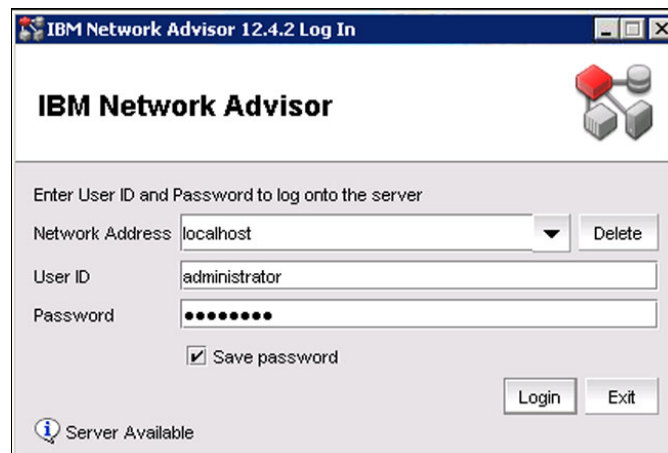 IBM Network Advisor 12.4.2 Log In
IBM Network Advisor
Enter User ID and Password to log onto the server
Network Address localhost Delete
User ID administrator
Password ●●●●●●●●
Save password
Login Exit
Server Available